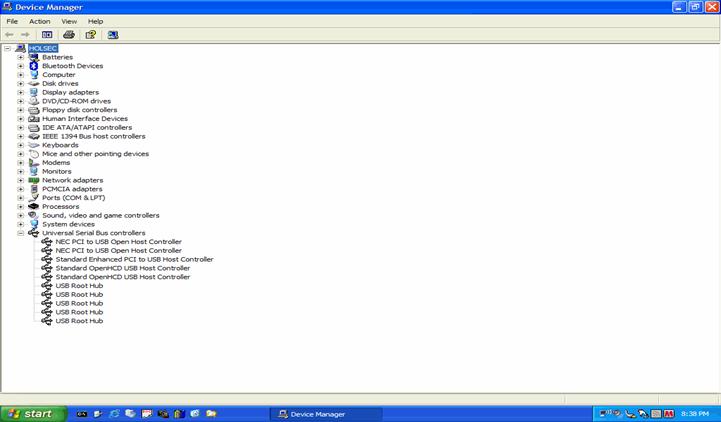 Device Manager
File Action View Help
HOLSEC
Batteries
Bluetooth Devices
Computer
Disk drives
Display adapters
DVD/CD-ROM drives
Floppy disk controllers
Human Interface Devices
IDE ATA/ATAPI controllers
IEEE 1394 Bus host controllers
Keyboards
Mice and other pointing devices
Modems
Monitors
Network adapters
PCMCIA adapters
Ports (COM & LPT)
Processors
Sound, video and game controllers
System devices
Universal Serial Bus controllers
NEC PCI to USB Open Host Controller
NEC PCI to USB Open Host Controller
Standard Enhanced PCI to USB Host Controller
Standard OpenHCD USB Host Controller
Standard OpenHCD USB Host Controller
USB Root Hub
USB Root Hub
USB Root Hub
USB Root Hub
USB Root Hub
start Device Manager 8:38 PM